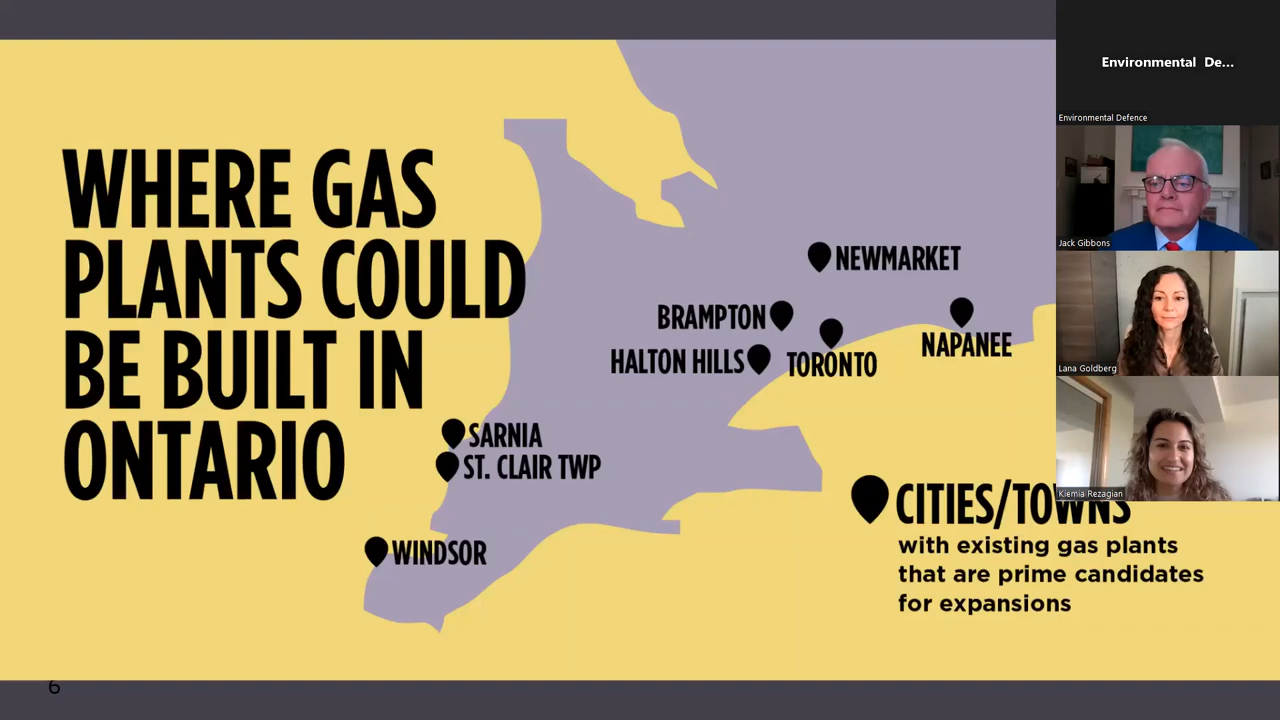 WHERE GAS
PLANTS COULD
BE BUILT IN
ONTARIO
NEWMARKET
BRAMPTON
NAPANEE
HALTON HILLS
TORONTO
SARNIA
ST. CLAIR TWP
WINDSOR
CITIES/TOWNS
with existing gas plants
that are prime candidates
for expansions
6
Environmental De...
Environmental Defence
Jack Gibbons
Lana Goldberg
Kiemia Rezagian